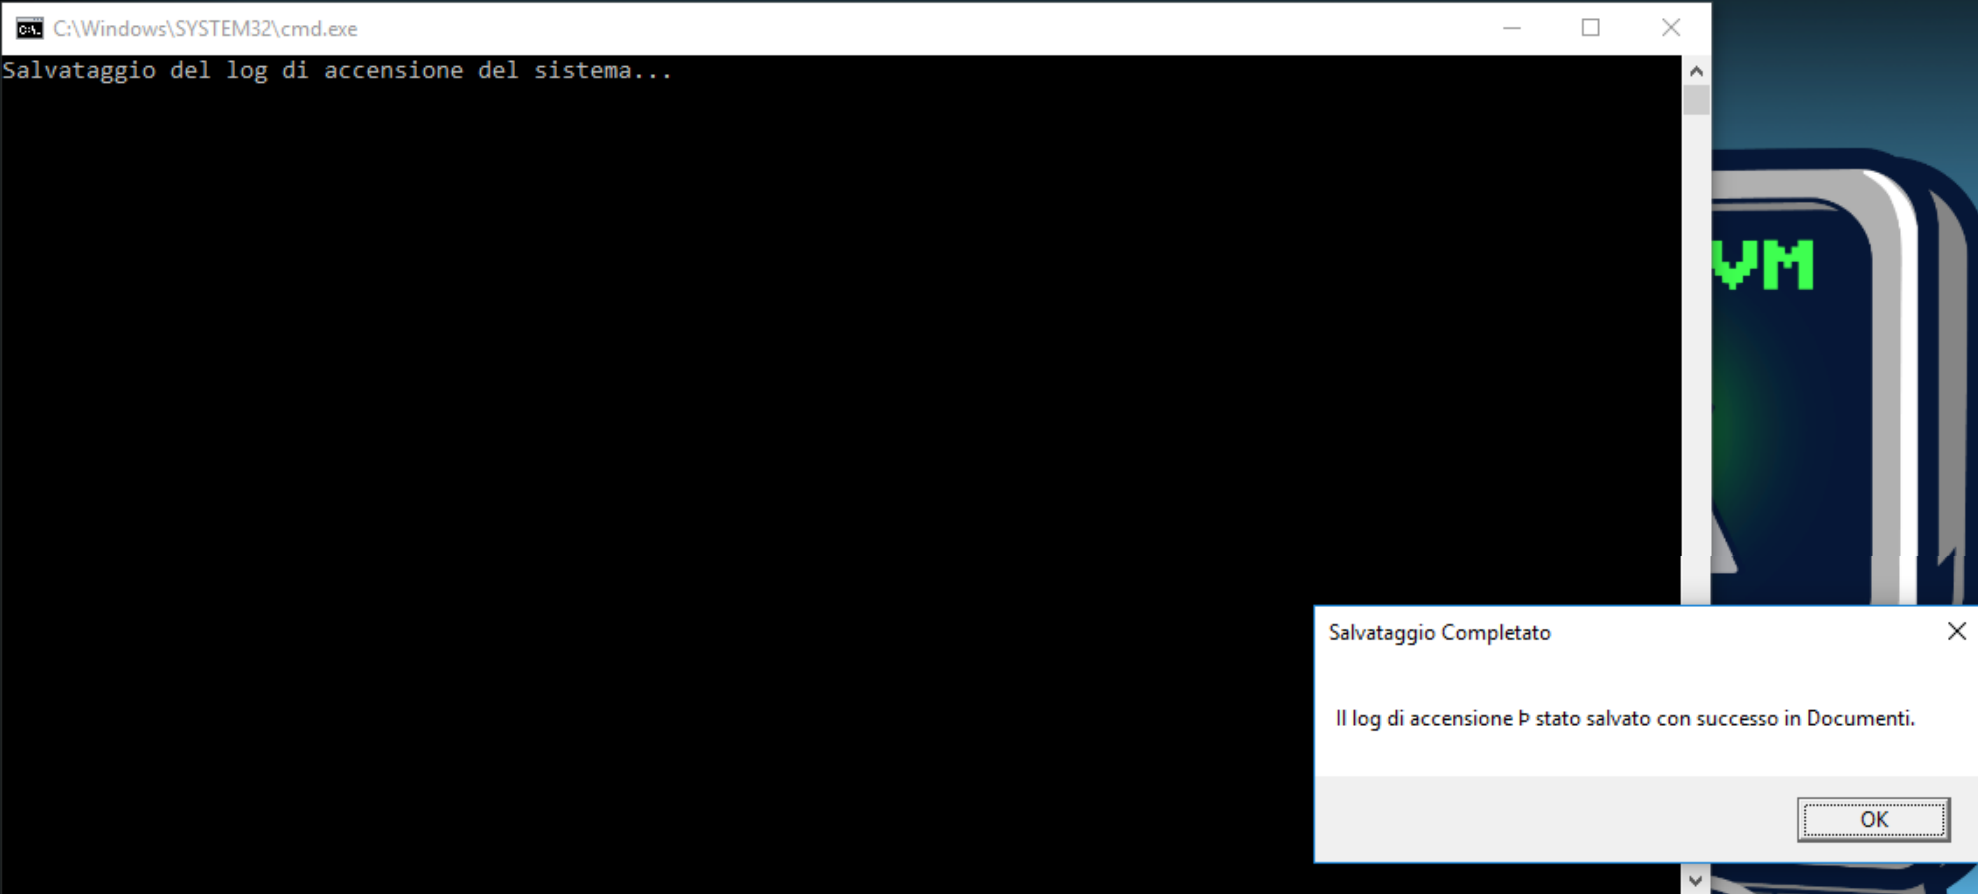 C:\Windows\SYSTEM32\cmd.exe
Salvataggio del log di accensione del sistema...
VM
Salvataggio Completato
Il log di accensione Þ stato salvato con successo in Documenti.
OK